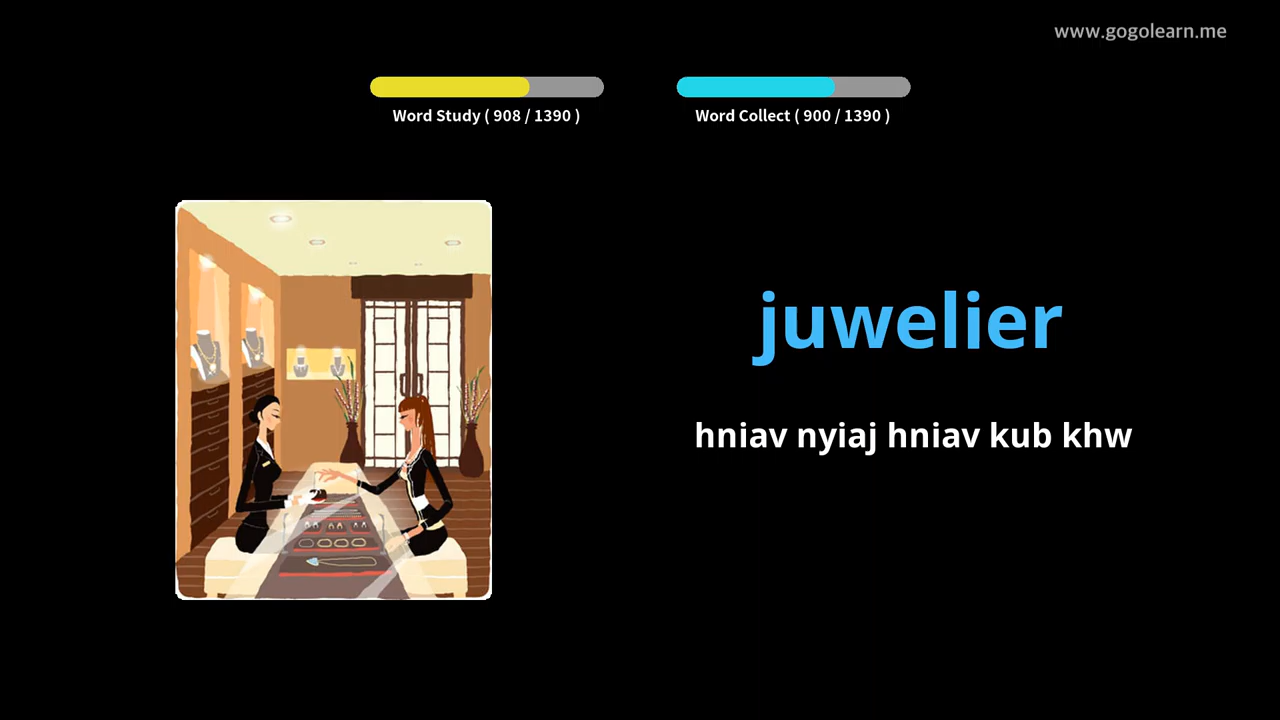 www.gogolearn.me
Word Study ( 908 / 1390 )
Word Collect ( 900 / 1390 )
juwelier
hniav nyiaj hniav kub khw